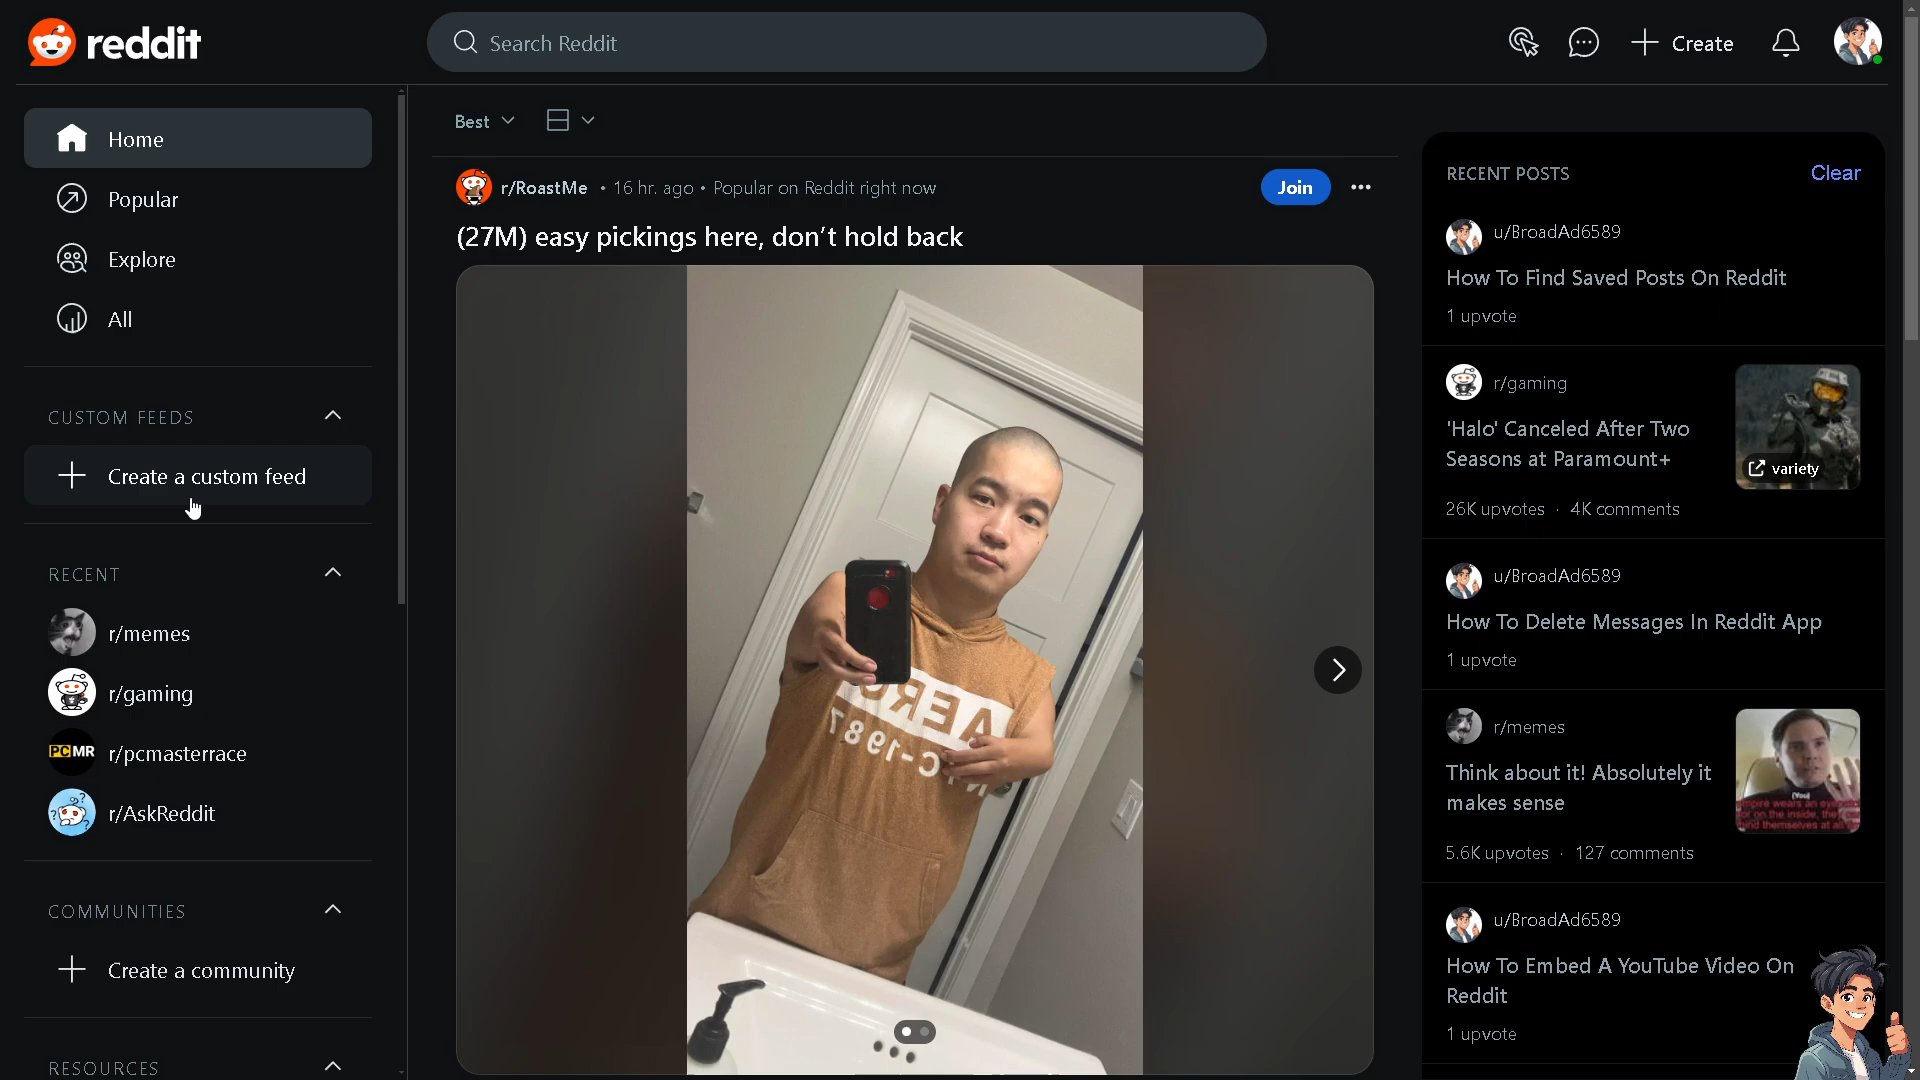 reddit
Search Reddit
Create
Home
Popular
Explore
All
CUSTOM FEEDS
Create a custom feed
RECENT
r/memes
r/gaming
PCMR
r/pcmasterrace
r/AskReddit
COMMUNITIES
Create a community
RESOURCES
Best
r/RoastMe • 16 hr. ago • Popular on Reddit right now
Join
(27M) easy pickings here, don't hold back
AERO
C-1987
RECENT POSTS
Clear
u/BroadAd6589
How To Find Saved Posts On Reddit
1 upvote
r/gaming
'Halo' Canceled After Two
Seasons at Paramount+
variety
26K upvotes · 4K comments
u/BroadAd6589
How To Delete Messages In Reddit App
1 upvote
r/memes
Think about it! Absolutely it
makes sense
(You)
5.6K upvotes · 127 comments
u/BroadAd6589
How To Embed A YouTube Video On
Reddit
1 upvote